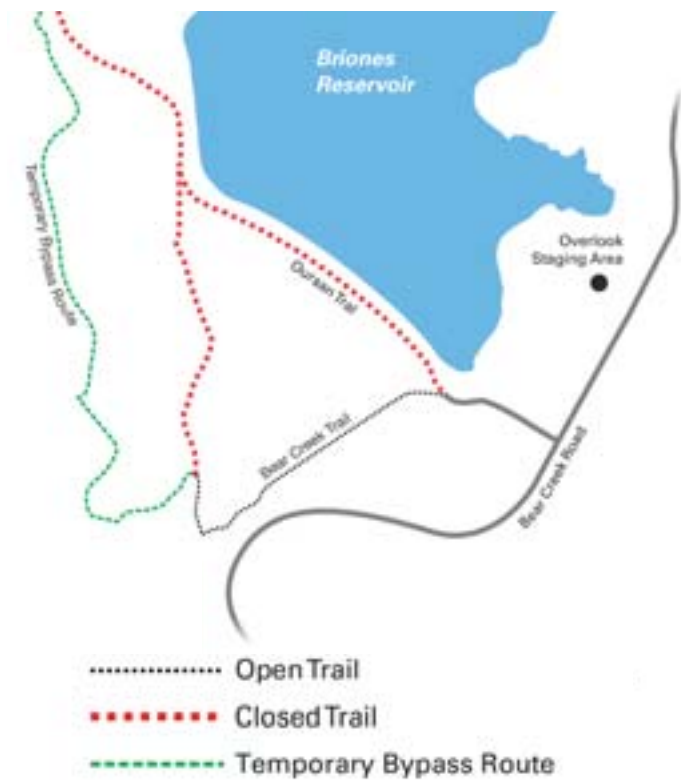 Briones
Reservoir
Overlook
Staging Area
Temporary Bypass Route
Oursan Trail
Bear Creek Trail
Bear Creek Road
Open Trail
Closed Trail
Temporary Bypass Route